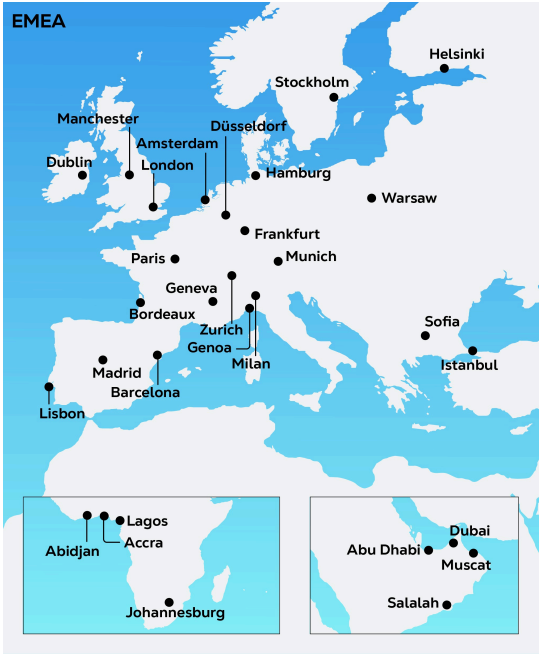 EMEA
Helsinki
Stockholm
Manchester
Düsseldorf
Amsterdam
Dublin
London
Hamburg
Warsaw
Frankfurt
Paris
Munich
Geneva
Bordeaux
Sofia
Zurich
Genoa
Milan
Istanbul
Madrid
Barcelona
Lisbon
Lagos
Accra
Abidjan
Johannesburg
Dubai
Abu Dhabi
Muscat
Salalah